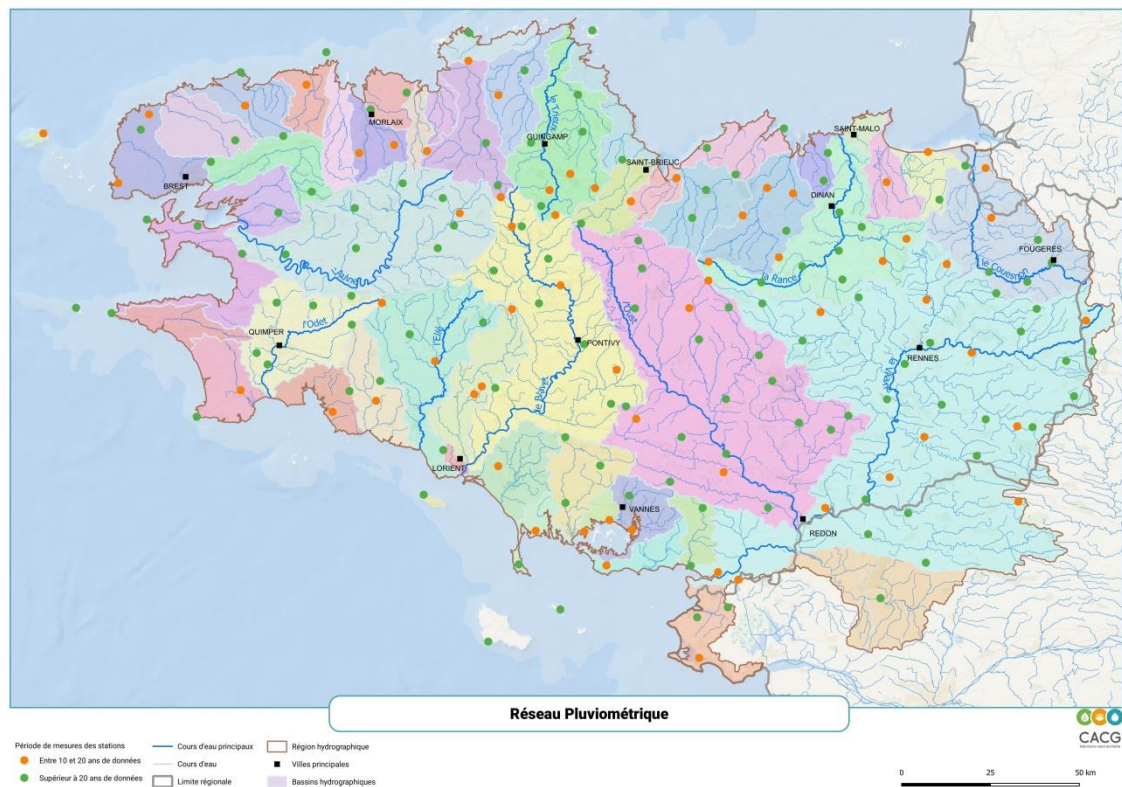 MORLAIX
le Trieux
GUINGAMP
SAINT-BRIEUC
SAINT-MALO
BREST
DINAN
FOUGERES
le Couesnon
l'Aulne
la Rance
QUIMPER
l'Odet
l'Ellé
l'Oust
PONTIVY
RENNES
la Vilaine
le Blavet
LORIENT
VANNES
REDON
Réseau Pluviométrique
CACG
Période de mesures des stations
Entre 10 et 20 ans de données
Supérieur à 20 ans de données
Cours d'eau principaux
Cours d'eau
Limite régionale
Région hydrographique
Villes principales
Bassins hydrographiques
0 25 50 km